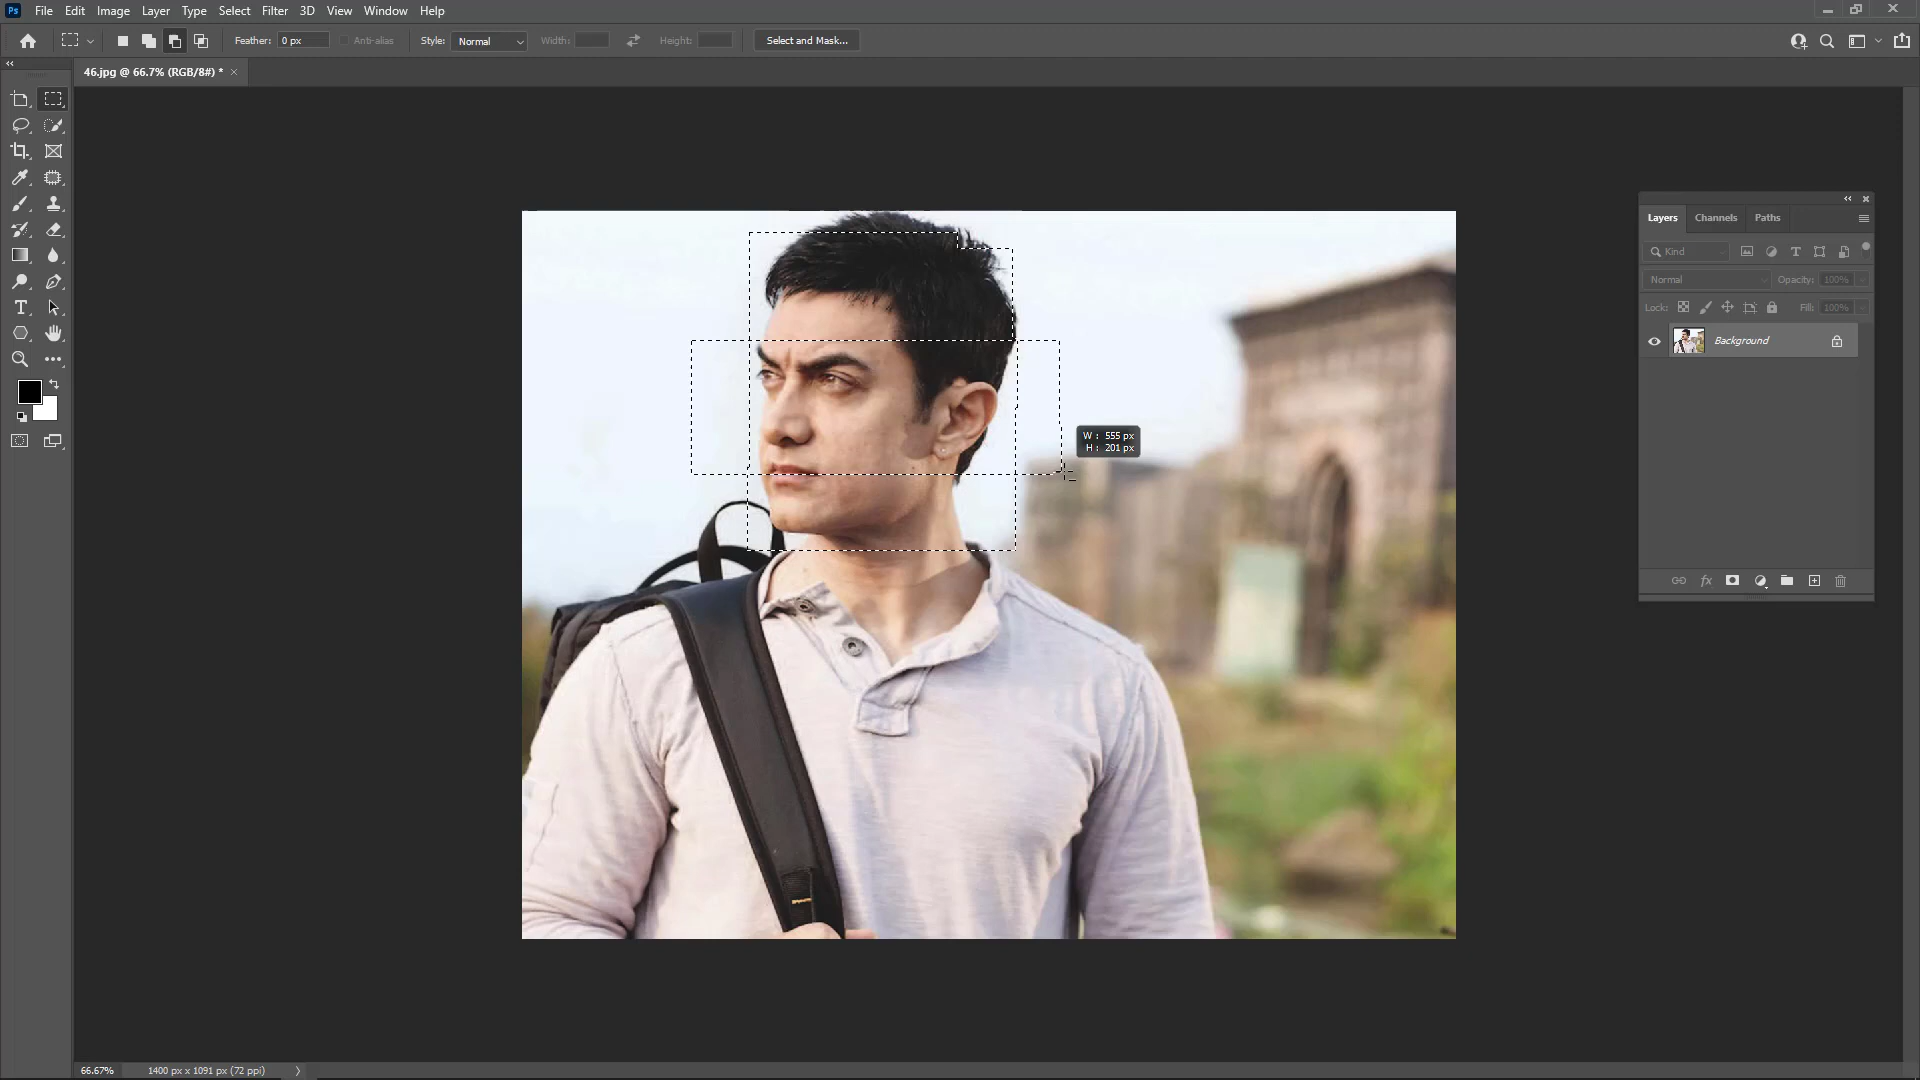 Ps File Edit Image Layer Type Select Filter 3D View Window Help
Feather: 0 px Anti-alias Style: Normal Width: Height: Select and Mask...
46.jpg @ 66.7% (RGB/8#) * ×
Layers Channels Paths
Kind
Normal Opacity: 100%
Lock: Fill: 100%
Background
fx
W : 555 px
H : 201 px
66.67% 1400 px x 1091 px (72 ppi)